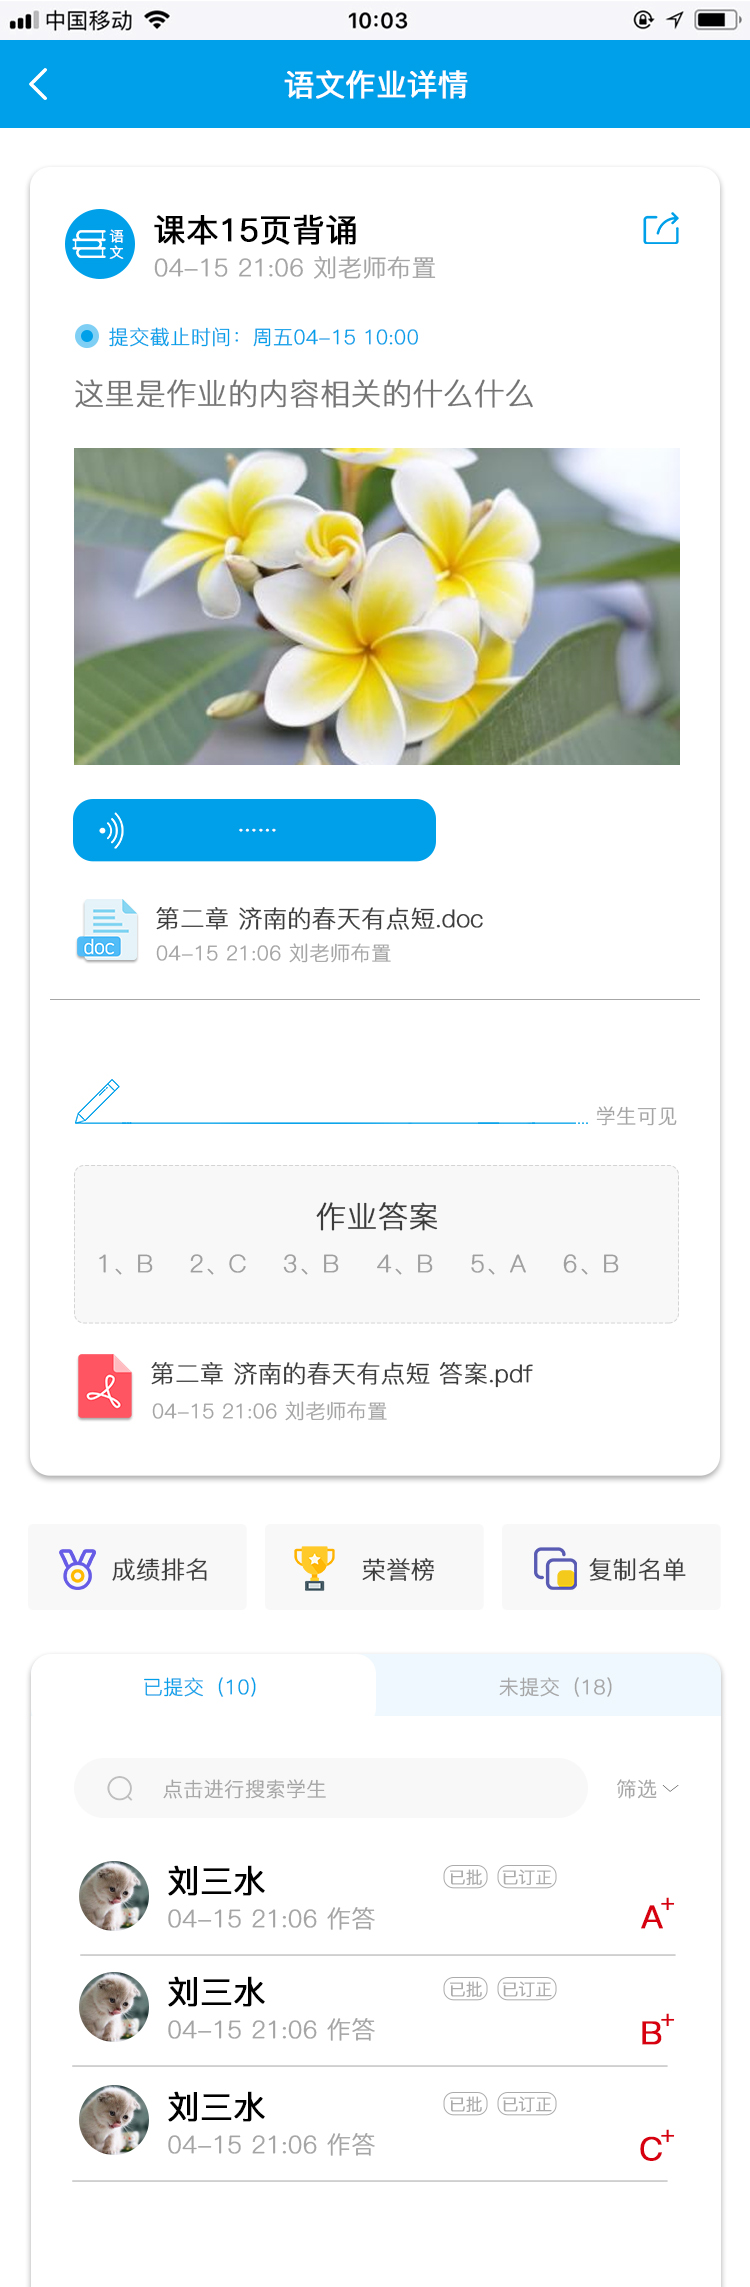 中国移动 10:03
语文作业详情
语文
课本15页背诵
04-15 21:06 刘老师布置
提交截止时间：周五04-15 10:00
这里是作业的内容相关的什么什么
······
第二章 济南的春天有点短.doc
doc
04-15 21:06 刘老师布置
... 学生可见
作业答案
1、B 2、C 3、B 4、B 5、A 6、B
第二章 济南的春天有点短 答案.pdf
04-15 21:06 刘老师布置
成绩排名 荣誉榜 复制名单
已提交（10） 未提交（18）
点击进行搜索学生 筛选
刘三水 已批 已订正
04-15 21:06 作答 A+
刘三水 已批 已订正
04-15 21:06 作答 B+
刘三水 已批 已订正
04-15 21:06 作答 C+